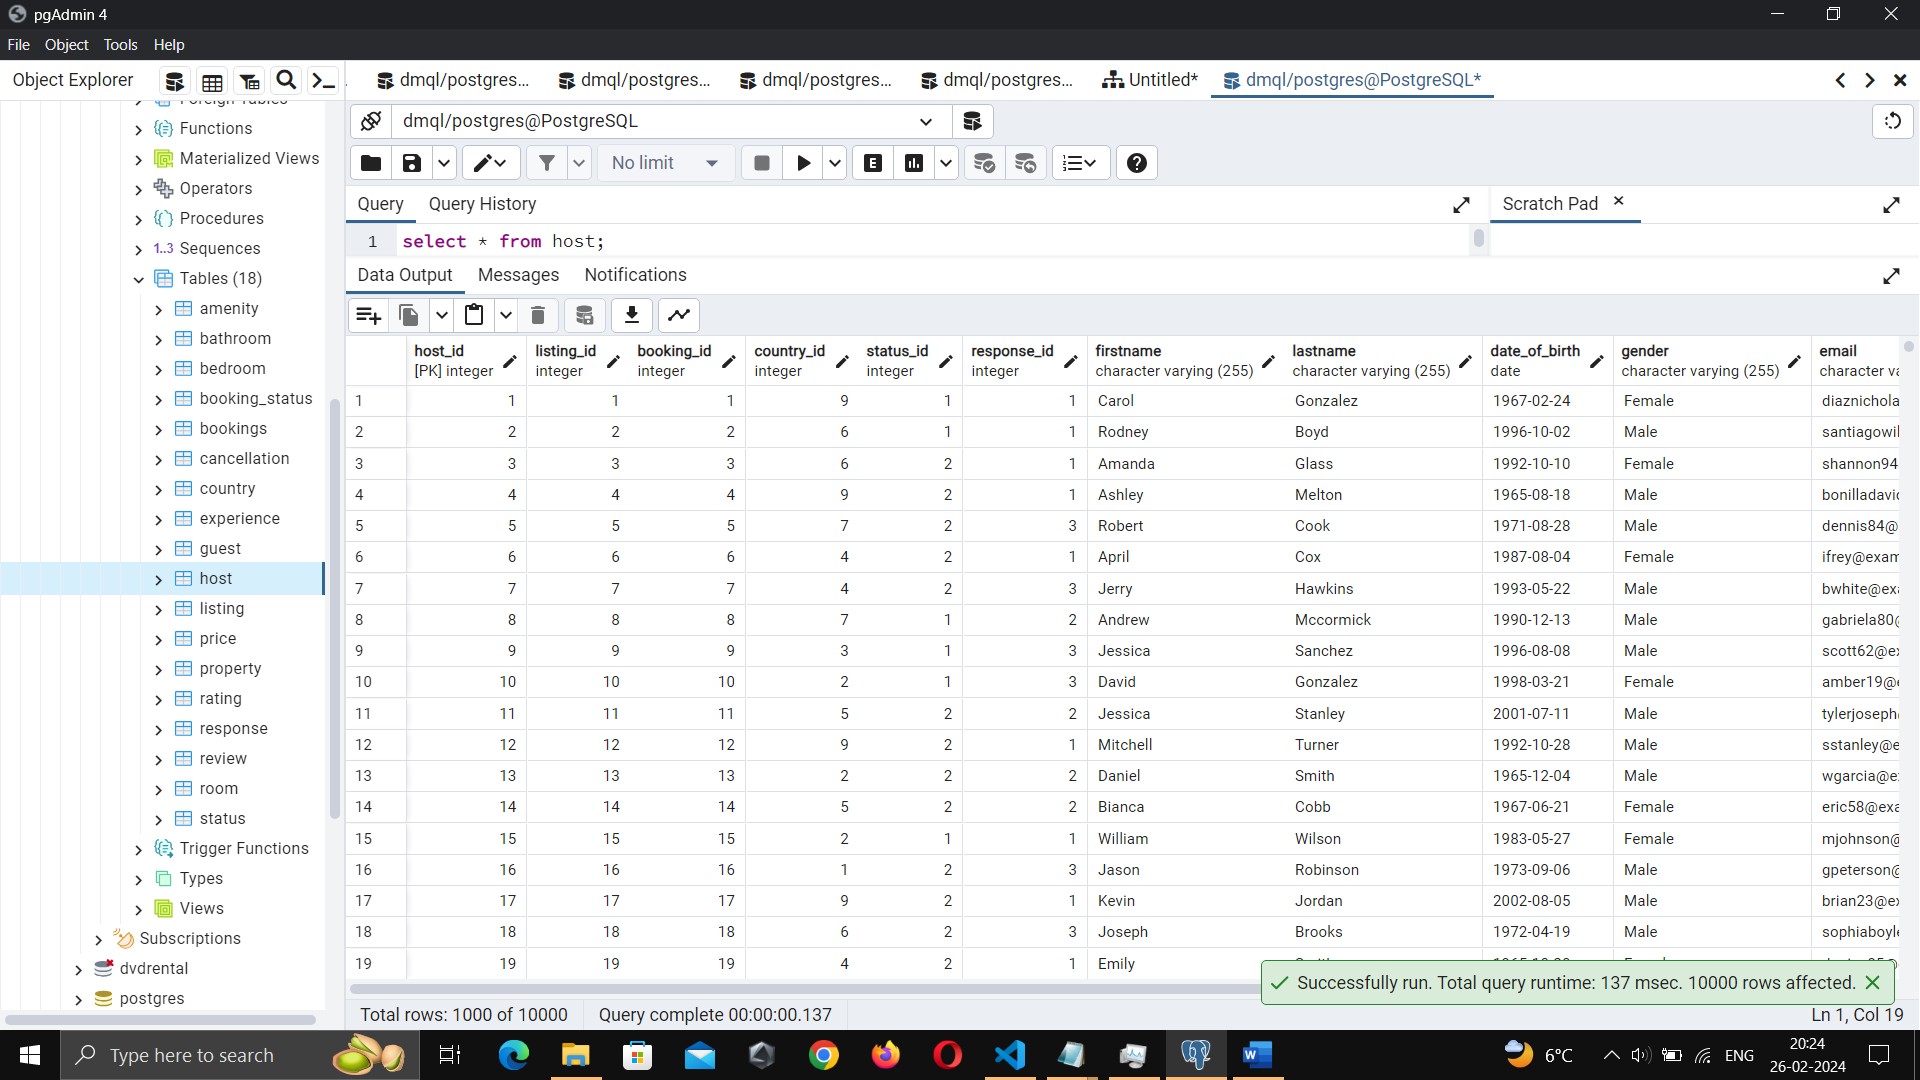 pgAdmin 4
File Object Tools Help
Object Explorer
dmql/postgres... dmql/postgres... dmql/postgres... dmql/postgres... Untitled* dmql/postgres@PostgreSQL*
Foreign Tables
Functions
Materialized Views
Operators
Procedures
1..3 Sequences
Tables (18)
amenity
bathroom
bedroom
booking_status
bookings
cancellation
country
experience
guest
host
listing
price
property
rating
response
review
room
status
Trigger Functions
Types
Views
Subscriptions
dvdrental
postgres
dmql/postgres@PostgreSQL
No limit E
Query Query History
Scratch Pad
1 select * from host;
Data Output Messages Notifications
host_id listing_id booking_id country_id status_id response_id firstname lastname date_of_birth gender email
[PK] integer integer integer integer integer integer character varying (255) character varying (255) date character varying (255) character va
1 1 1 1 9 1 1 Carol Gonzalez 1967-02-24 Female diaznichola
2 2 2 2 6 1 1 Rodney Boyd 1996-10-02 Male santiagowil
3 3 3 3 6 2 1 Amanda Glass 1992-10-10 Female shannon94
4 4 4 4 9 2 1 Ashley Melton 1965-08-18 Male bonilladavid
5 5 5 5 7 2 3 Robert Cook 1971-08-28 Male dennis84@
6 6 6 6 4 2 1 April Cox 1987-08-04 Female ifrey@exam
7 7 7 7 4 2 3 Jerry Hawkins 1993-05-22 Male bwhite@exa
8 8 8 8 7 1 2 Andrew Mccormick 1990-12-13 Male gabriela80@
9 9 9 9 3 1 3 Jessica Sanchez 1996-08-08 Male scott62@ex
10 10 10 10 2 1 3 David Gonzalez 1998-03-21 Female amber19@e
11 11 11 11 5 2 2 Jessica Stanley 2001-07-11 Male tylerjoseph
12 12 12 12 9 2 1 Mitchell Turner 1992-10-28 Male sstanley@e
13 13 13 13 2 2 2 Daniel Smith 1965-12-04 Male wgarcia@e
14 14 14 14 5 2 2 Bianca Cobb 1967-06-21 Female eric58@exa
15 15 15 15 2 1 1 William Wilson 1983-05-27 Female mjohnson@
16 16 16 16 1 2 3 Jason Robinson 1973-09-06 Male gpeterson@
17 17 17 17 9 2 1 Kevin Jordan 2002-08-05 Male brian23@ex
18 18 18 18 6 2 3 Joseph Brooks 1972-04-19 Male sophiaboyle
19 19 19 19 4 2 1 Emily
Successfully run. Total query runtime: 137 msec. 10000 rows affected.
Total rows: 1000 of 10000 Query complete 00:00:00.137 Ln 1, Col 19
Type here to search
6°C ENG
20:24
26-02-2024